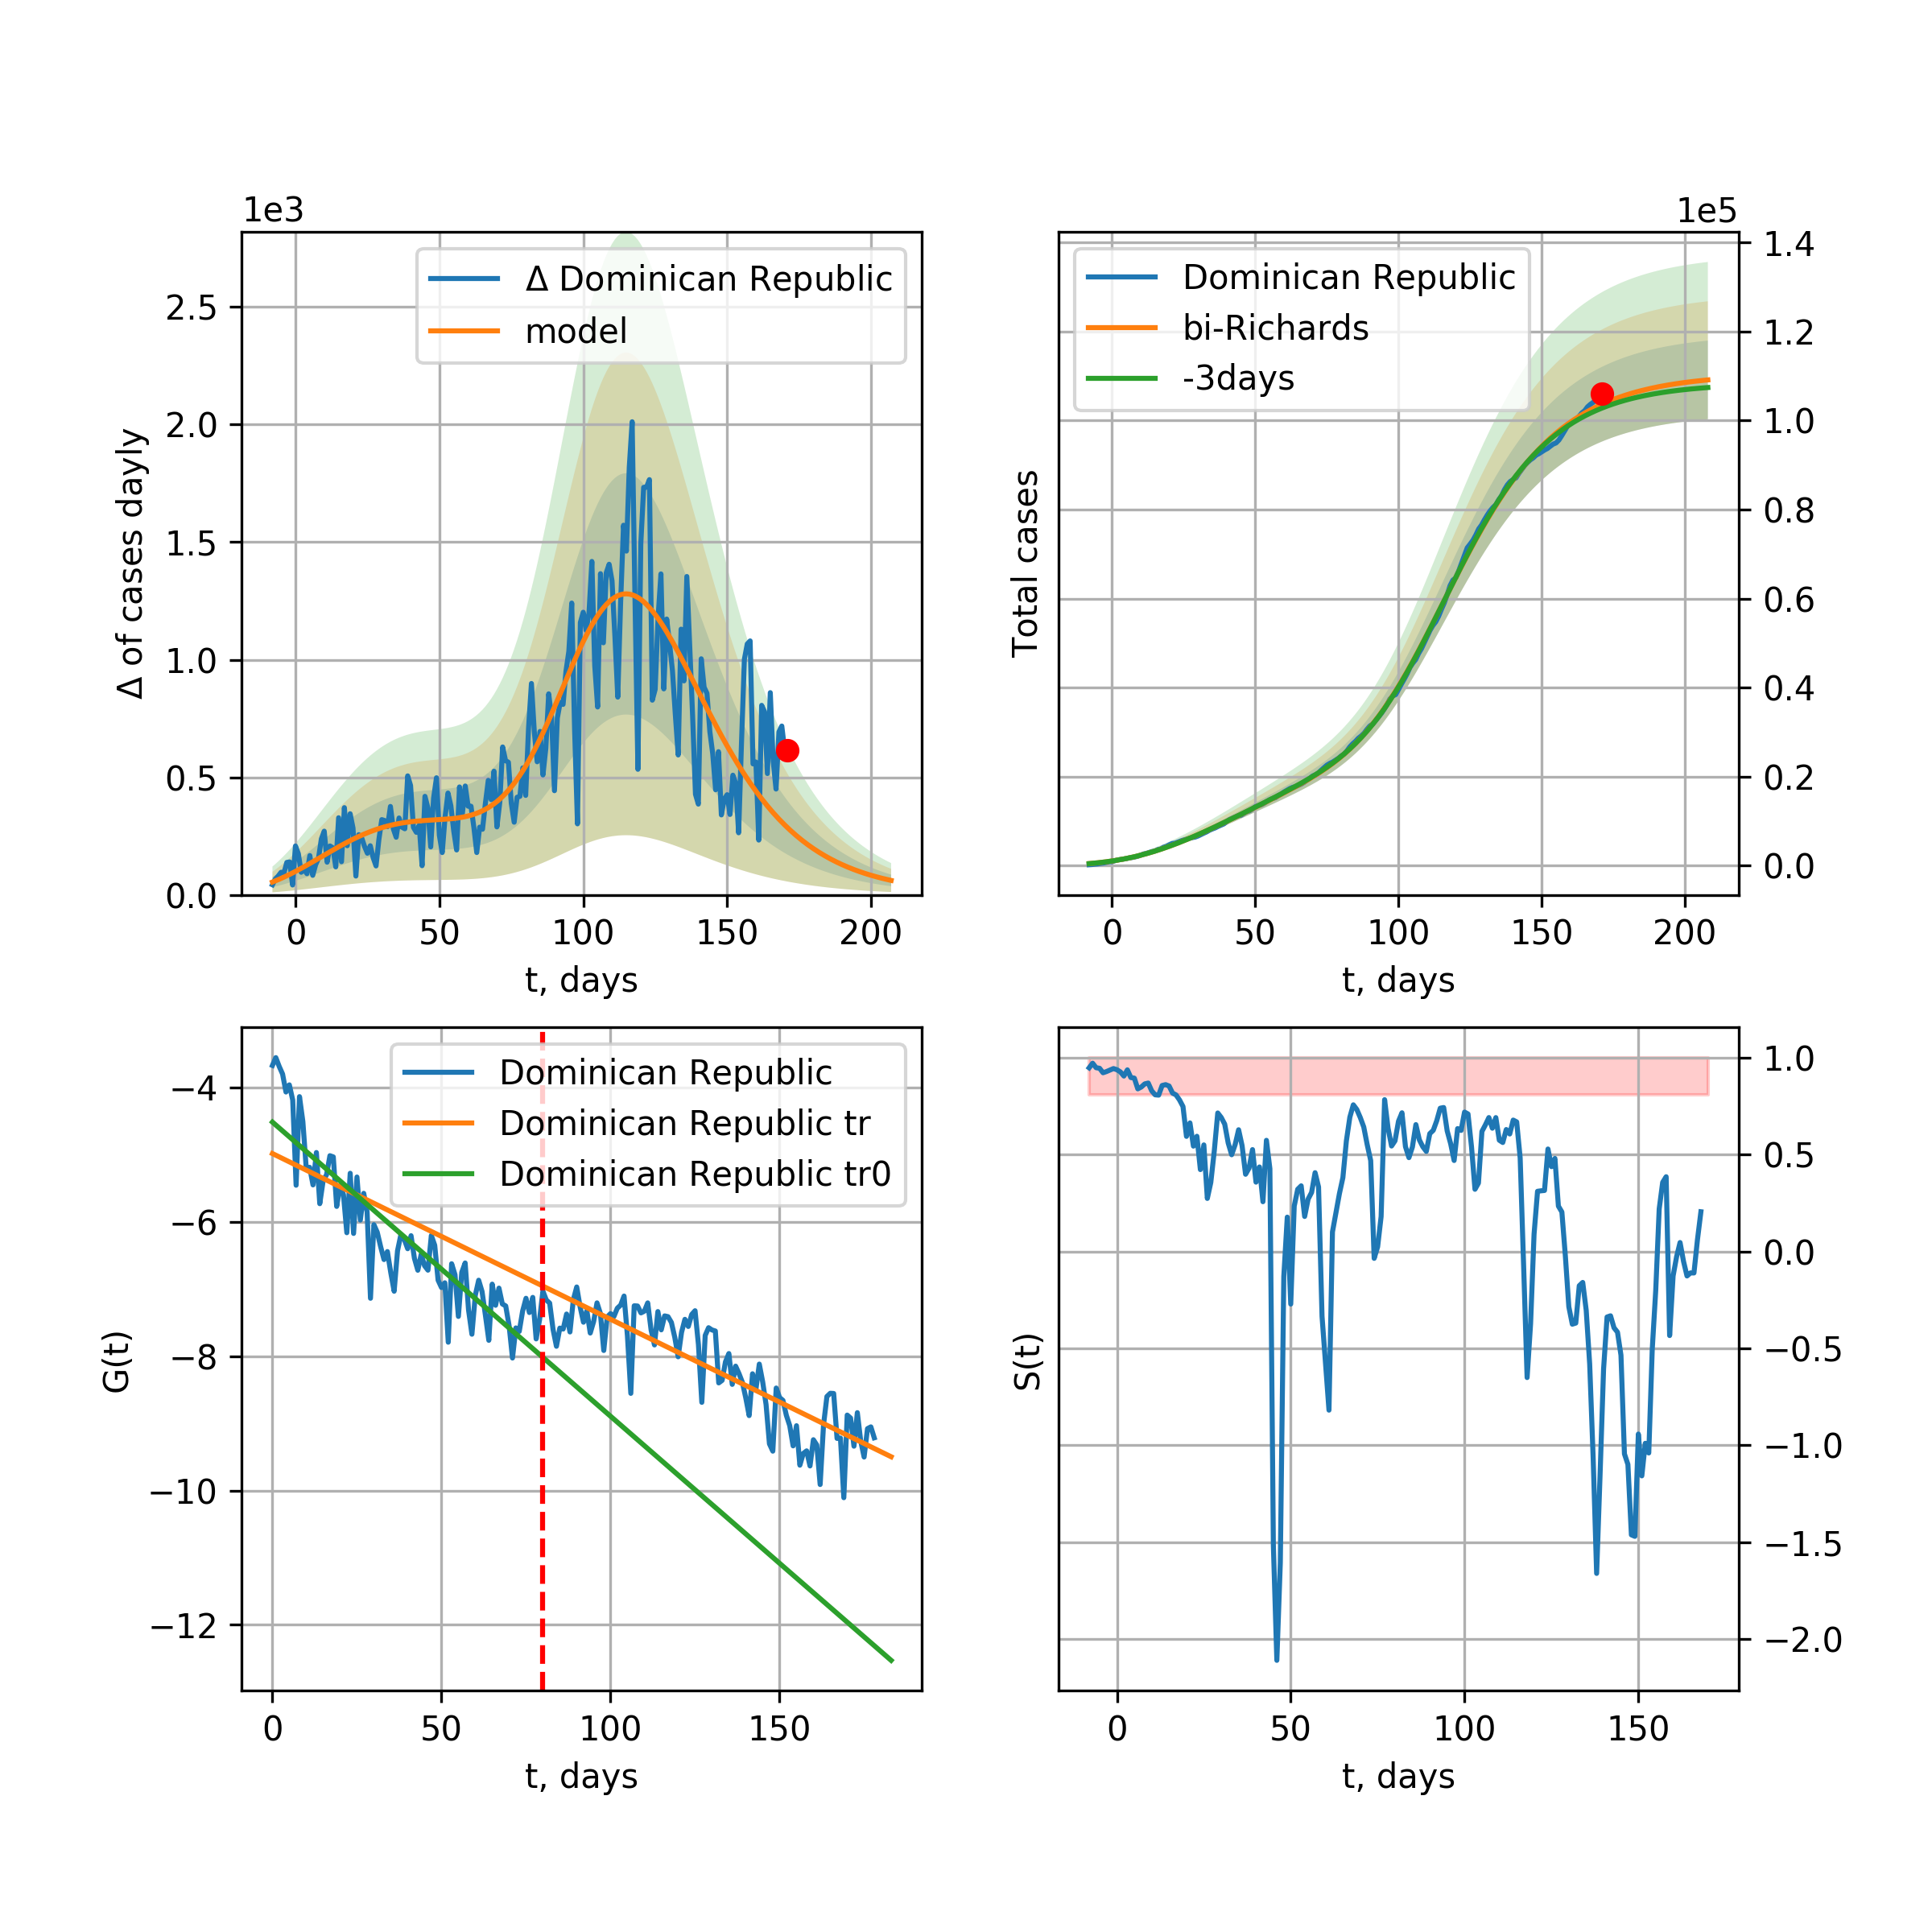 1e3
Δ Dominican Republic
model
2.5
2.0
1.5
1.0
0.5
0.0
Δ of cases dayly
0 50 100 150 200
t, days
1e5
Dominican Republic
bi-Richards
-3days
1.4
1.2
1.0
0.8
0.6
0.4
0.2
0.0
Total cases
0 50 100 150 200
t, days
Dominican Republic
Dominican Republic tr
Dominican Republic tr0
−4
−6
−8
−10
−12
G(t)
0 50 100 150
t, days
1.0
0.5
0.0
−0.5
−1.0
−1.5
−2.0
S(t)
0 50 100 150
t, days